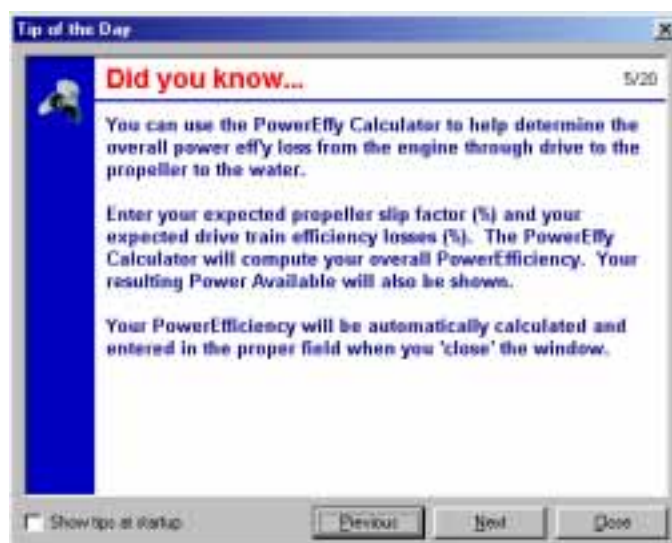 Tip of the Day
Did you know...
5/20
You can use the PowerEffy Calculator to help determine the
overall power eff'y loss from the engine through drive to the
propeller to the water.
Enter your expected propeller slip factor (%) and your
expected drive train efficiency losses (%). The PowerEffy
Calculator will compute your overall PowerEfficiency. Your
resulting Power Available will also be shown.
Your PowerEfficiency will be automatically calculated and
entered in the proper field when you 'close' the window.
Show tips at startup
Previous
Next
Close